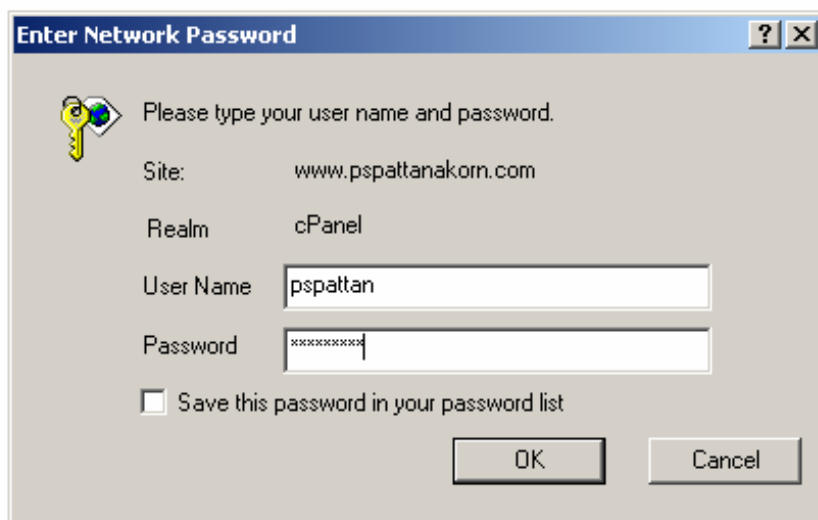 Enter Network Password
Please type your user name and password.
Site: www.pspattanakorn.com
Realm cPanel
User Name pspattan
Password *********
Save this password in your password list
OK Cancel